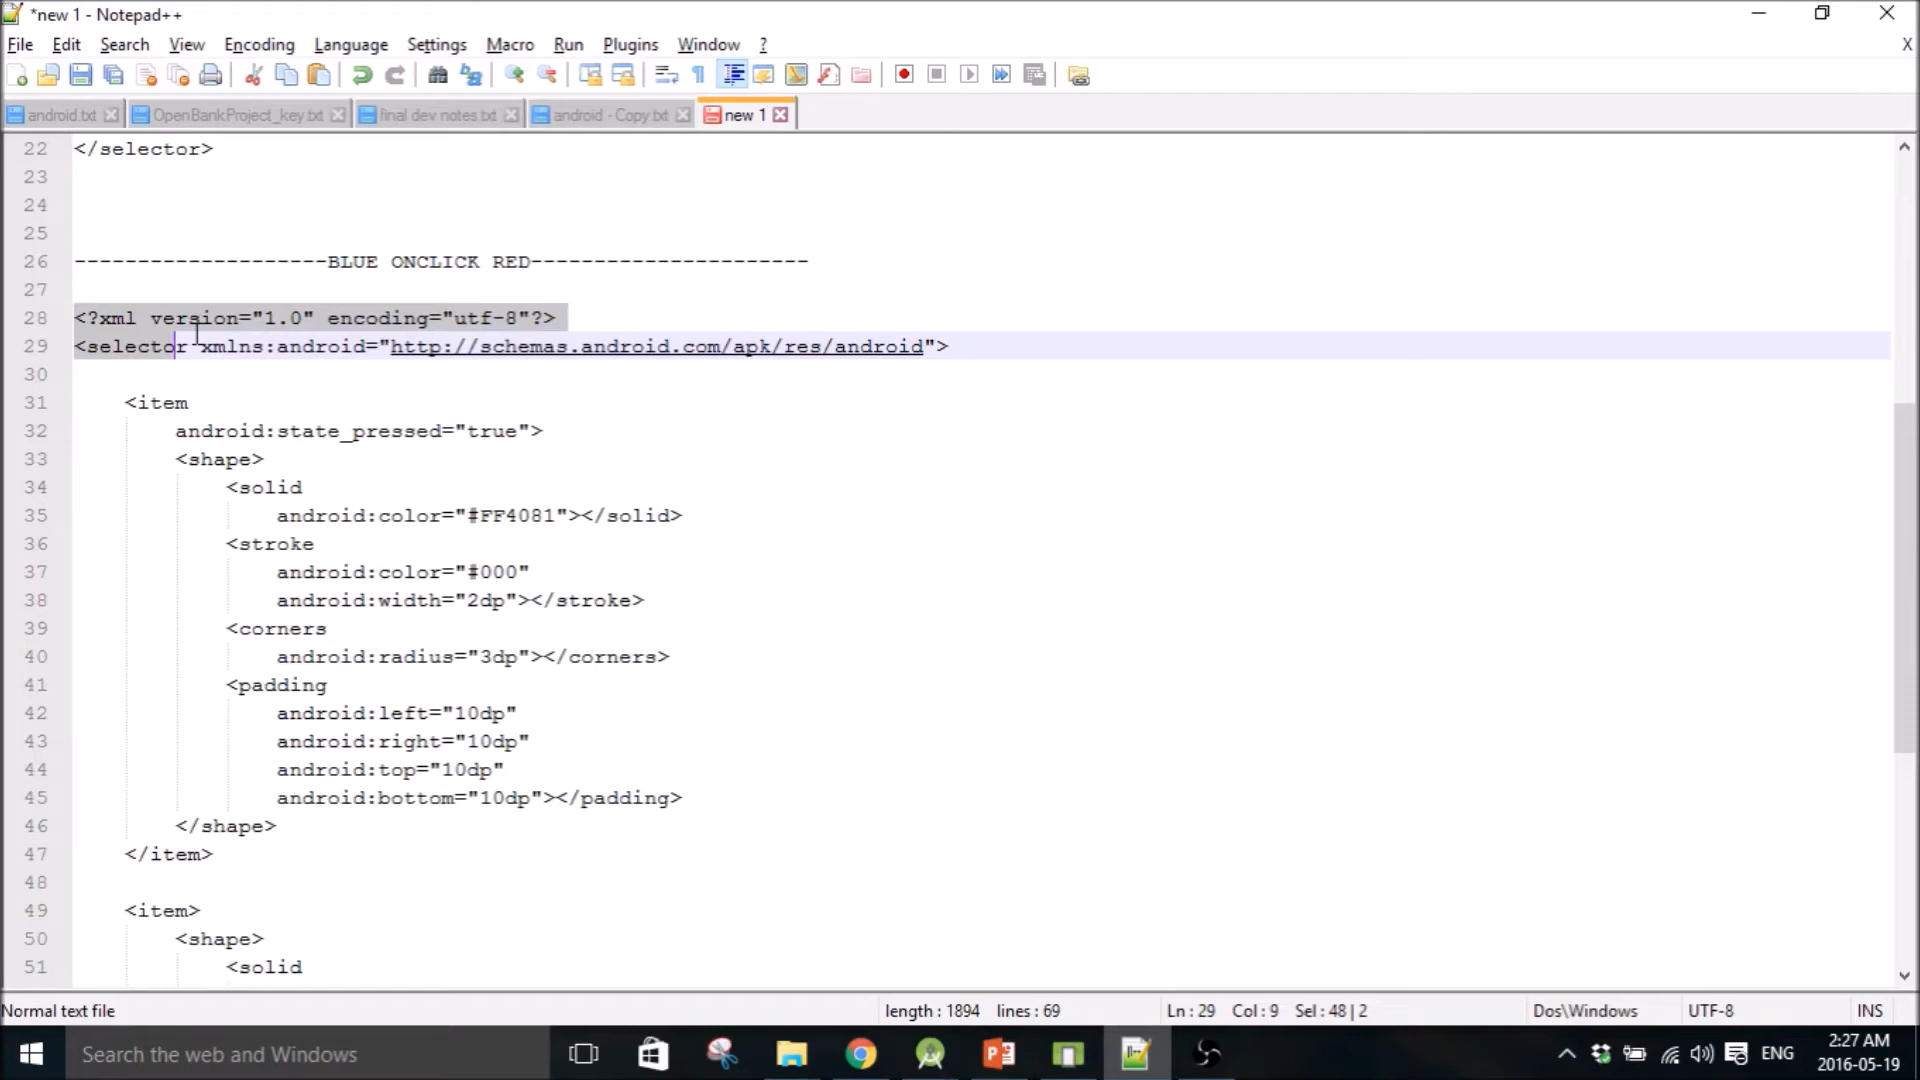 *new 1 - Notepad++
File Edit Search View Encoding Language Settings Macro Run Plugins Window ? X
android.txt OpenBankProject_key.txt final dev notes.txt android - Copy.txt new 1
22 </selector>
23
24
25
26 --------------------BLUE ONCLICK RED----------------------
27
28 <?xml version="1.0" encoding="utf-8"?>
29 <selector xmlns:android="http://schemas.android.com/apk/res/android">
30
31 <item
32 android:state_pressed="true">
33 <shape>
34 <solid
35 android:color="#FF4081"></solid>
36 <stroke
37 android:color="#000"
38 android:width="2dp"></stroke>
39 <corners
40 android:radius="3dp"></corners>
41 <padding
42 android:left="10dp"
43 android:right="10dp"
44 android:top="10dp"
45 android:bottom="10dp"></padding>
46 </shape>
47 </item>
48
49 <item>
50 <shape>
51 <solid
Normal text file length : 1894 lines : 69 Ln : 29 Col : 9 Sel : 48 | 2 Dos\Windows UTF-8 INS
Search the web and Windows ENG 2:27 AM
2016-05-19